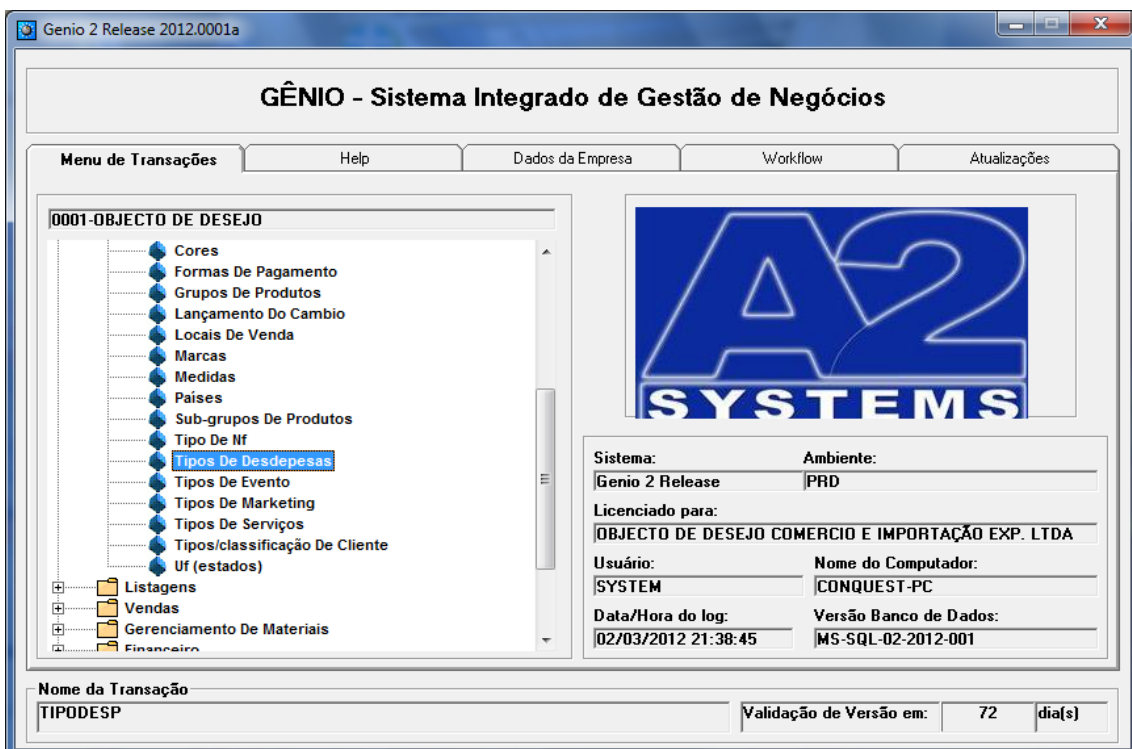 Genio 2 Release 2012.0001a
GÊNIO - Sistema Integrado de Gestão de Negócios
Menu de Transações
Help
Dados da Empresa
Workflow
Atualizações
0001-OBJECTO DE DESEJO
Cores
Formas De Pagamento
Grupos De Produtos
Lançamento Do Cambio
Locais De Venda
Marcas
Medidas
Países
Sub-grupos De Produtos
Tipo De Nf
Tipos De Desdepesas
Tipos De Evento
Tipos De Marketing
Tipos De Serviços
Tipos/classificação De Cliente
Uf (estados)
Listagens
Vendas
Gerenciamento De Materiais
Financeiro
A2
SYSTEMS
Sistema: Ambiente:
Genio 2 Release PRD
Licenciado para:
OBJECTO DE DESEJO COMERCIO E IMPORTAÇÃO EXP. LTDA
Usuário: Nome do Computador:
SYSTEM CONQUEST-PC
Data/Hora do log: Versão Banco de Dados:
02/03/2012 21:38:45 MS-SQL-02-2012-001
Nome da Transação
TIPODESP Validação de Versão em: 72 dia(s)